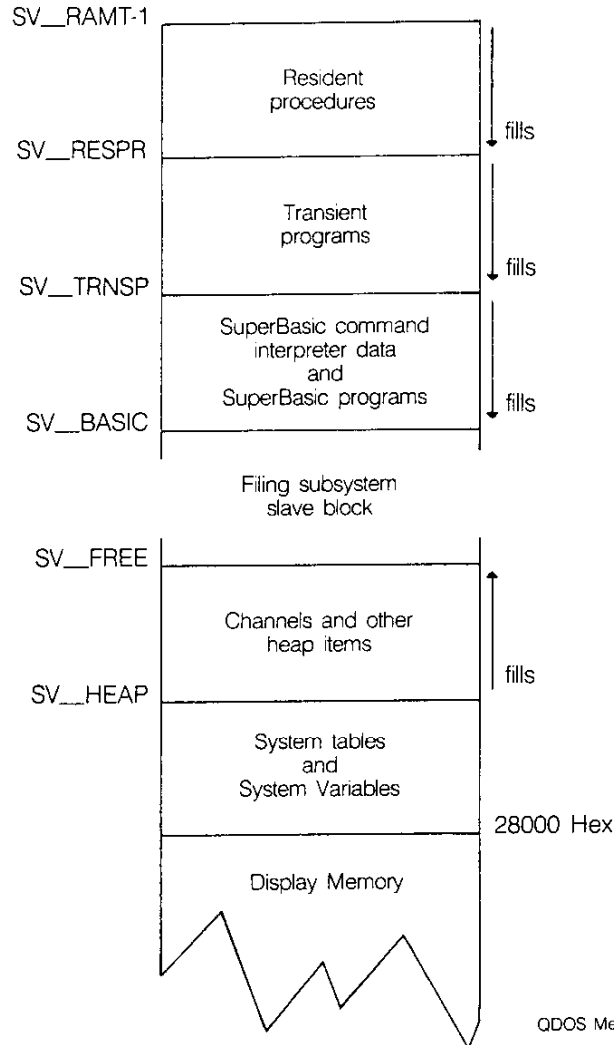 SV__RAMT-1
Resident
procedures
fills
SV__RESPR
Transient
programs
fills
SV__TRNSP
SuperBasic command
interpreter data
and
SuperBasic programs
fills
SV__BASIC
Filing subsystem
slave block
SV__FREE
Channels and other
heap items
fills
SV__HEAP
System tables
and
System Variables
28000 Hex
Display Memory
QDOS Me